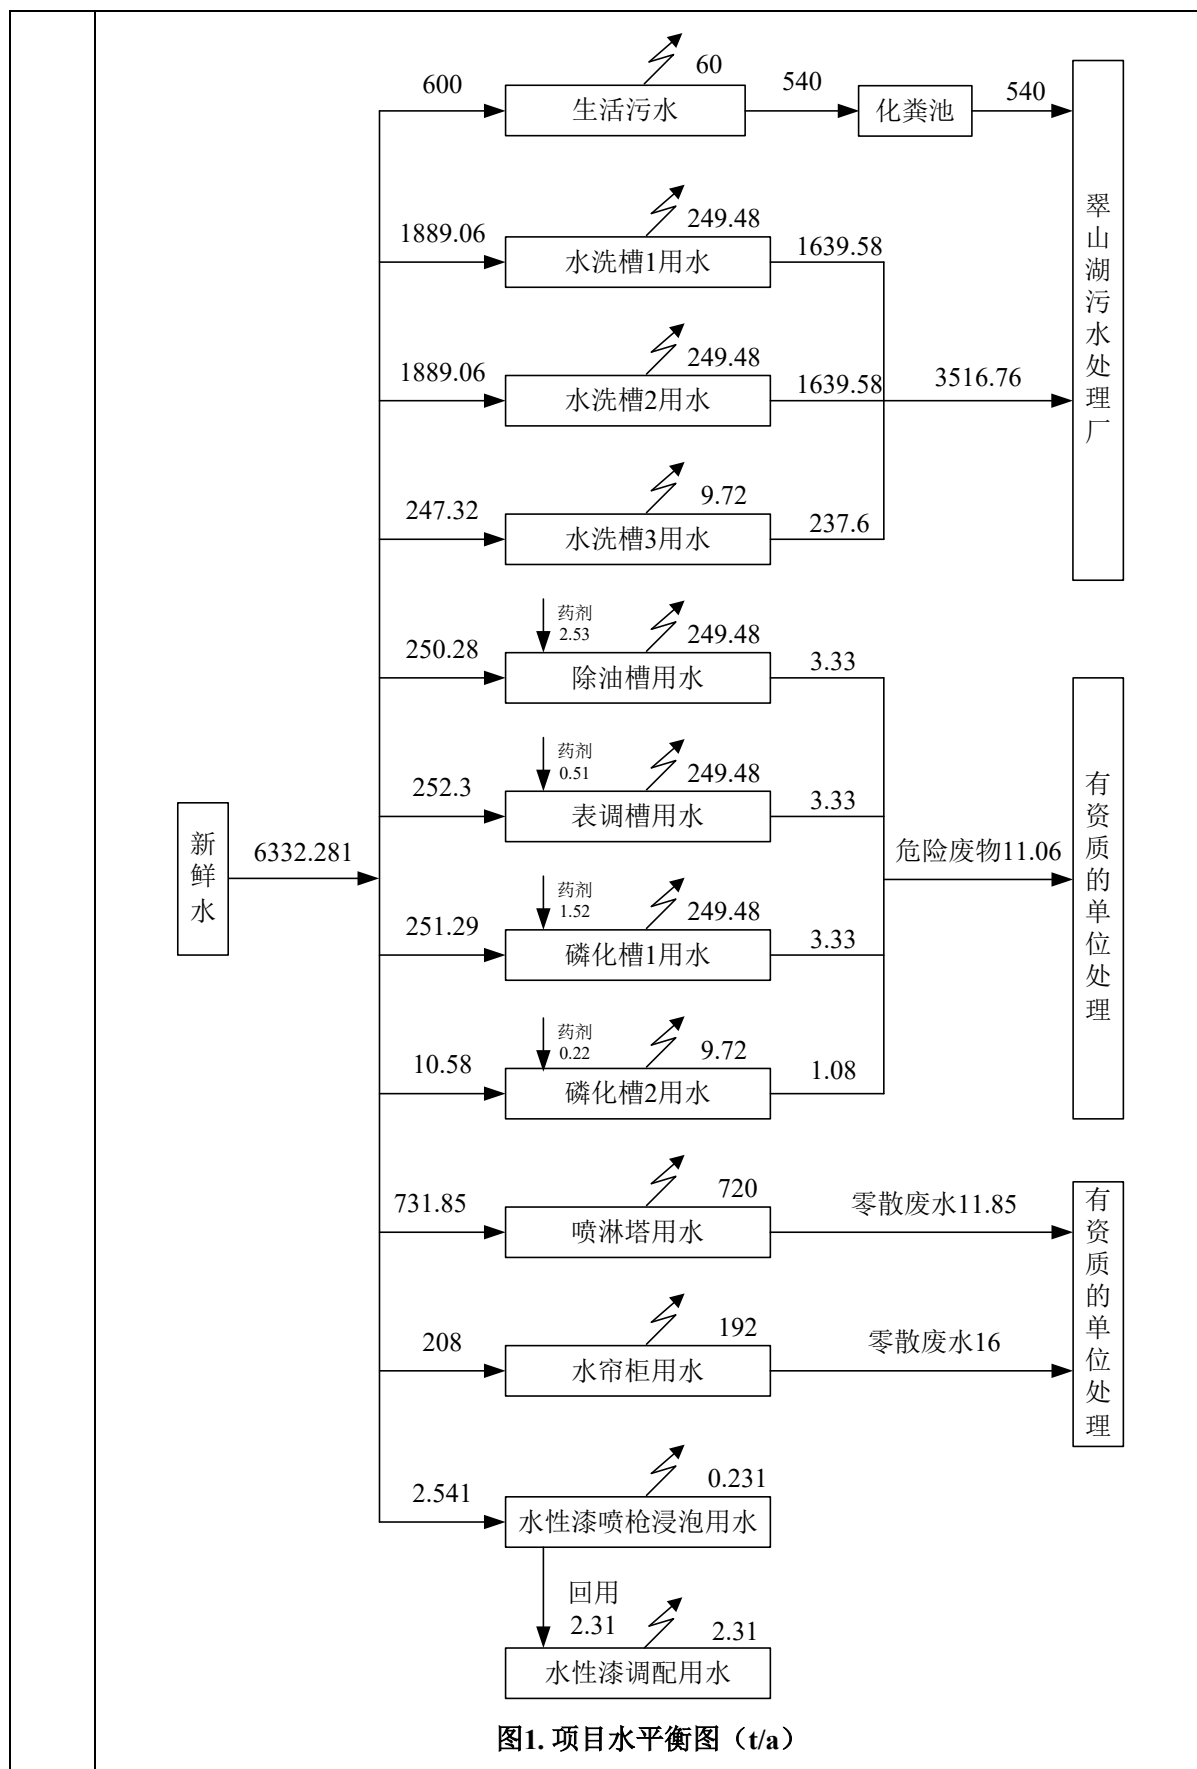 60
600
生活污水
540
化粪池
540
翠山湖污水处理厂
249.48
1889.06
水洗槽1用水
1639.58
249.48
1889.06
水洗槽2用水
1639.58
3516.76
9.72
247.32
水洗槽3用水
237.6
药剂
2.53
249.48
250.28
除油槽用水
3.33
药剂
0.51
249.48
252.3
表调槽用水
3.33
有资质的单位处理
新鲜水
6332.281
危险废物11.06
药剂
1.52
249.48
251.29
磷化槽1用水
3.33
药剂
0.22
9.72
10.58
磷化槽2用水
1.08
720
731.85
喷淋塔用水
零散废水11.85
有资质的单位处理
192
208
水帘柜用水
零散废水16
0.231
2.541
水性漆喷枪浸泡用水
回用
2.31
2.31
水性漆调配用水
图1. 项目水平衡图（t/a）